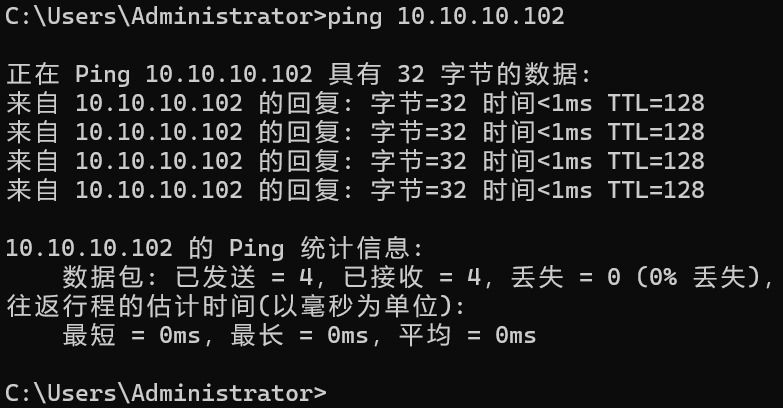 C:\Users\Administrator>ping 10.10.10.102
正在 Ping 10.10.10.102 具有 32 字节的数据:
来自 10.10.10.102 的回复: 字节=32 时间<1ms TTL=128
来自 10.10.10.102 的回复: 字节=32 时间<1ms TTL=128
来自 10.10.10.102 的回复: 字节=32 时间<1ms TTL=128
来自 10.10.10.102 的回复: 字节=32 时间<1ms TTL=128
10.10.10.102 的 Ping 统计信息:
数据包: 已发送 = 4，已接收 = 4，丢失 = 0 (0% 丢失)，
往返行程的估计时间(以毫秒为单位):
最短 = 0ms，最长 = 0ms，平均 = 0ms
C:\Users\Administrator>